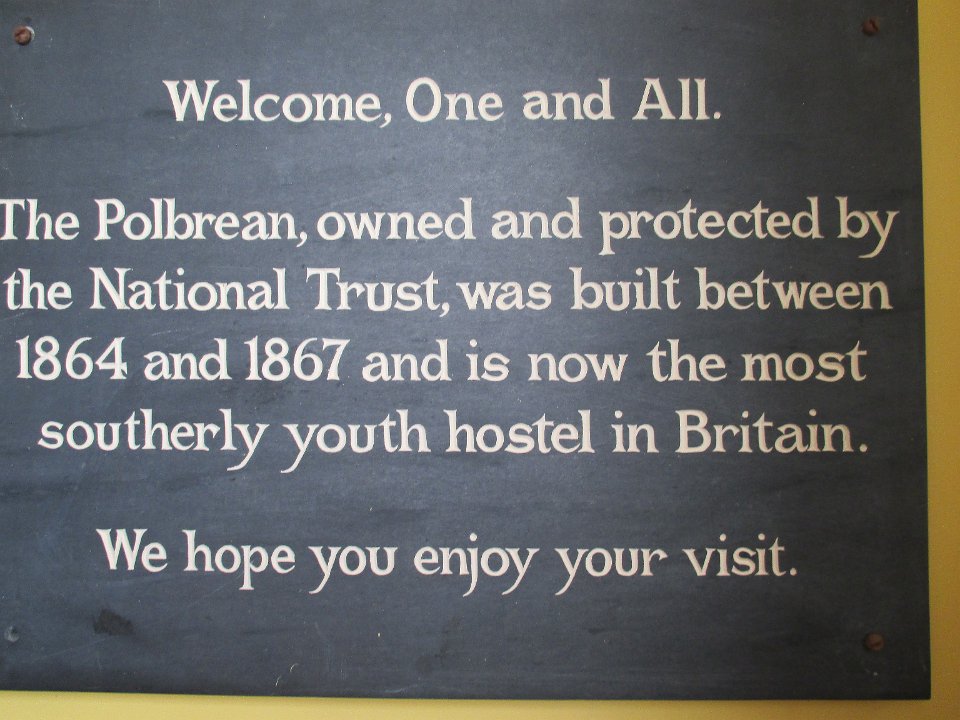 Welcome, One and All.
The Polbrean, owned and protected by
the National Trust, was built between
1864 and 1867 and is now the most
southerly youth hostel in Britain.
We hope you enjoy your visit.